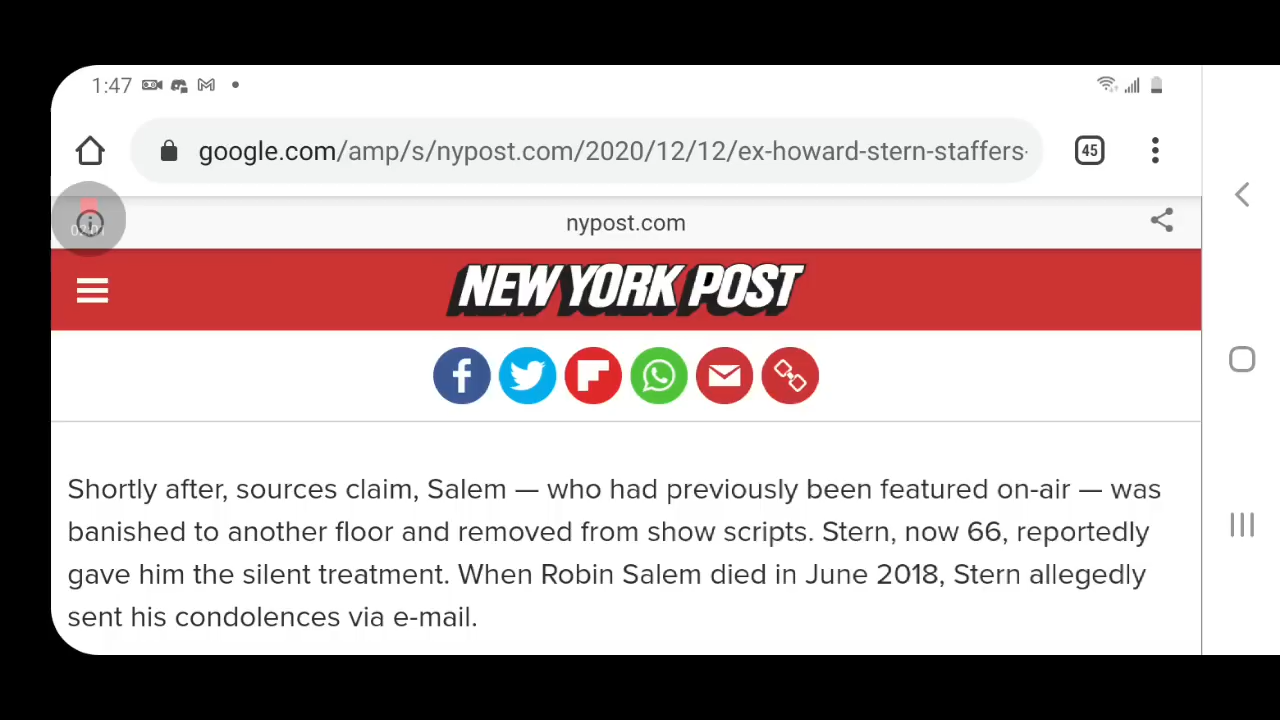 1:47
google.com/amp/s/nypost.com/2020/12/12/ex-howard-stern-staffers-
45
nypost.com
NEW YORK POST
Shortly after, sources claim, Salem — who had previously been featured on-air — was
banished to another floor and removed from show scripts. Stern, now 66, reportedly
gave him the silent treatment. When Robin Salem died in June 2018, Stern allegedly
sent his condolences via e-mail.